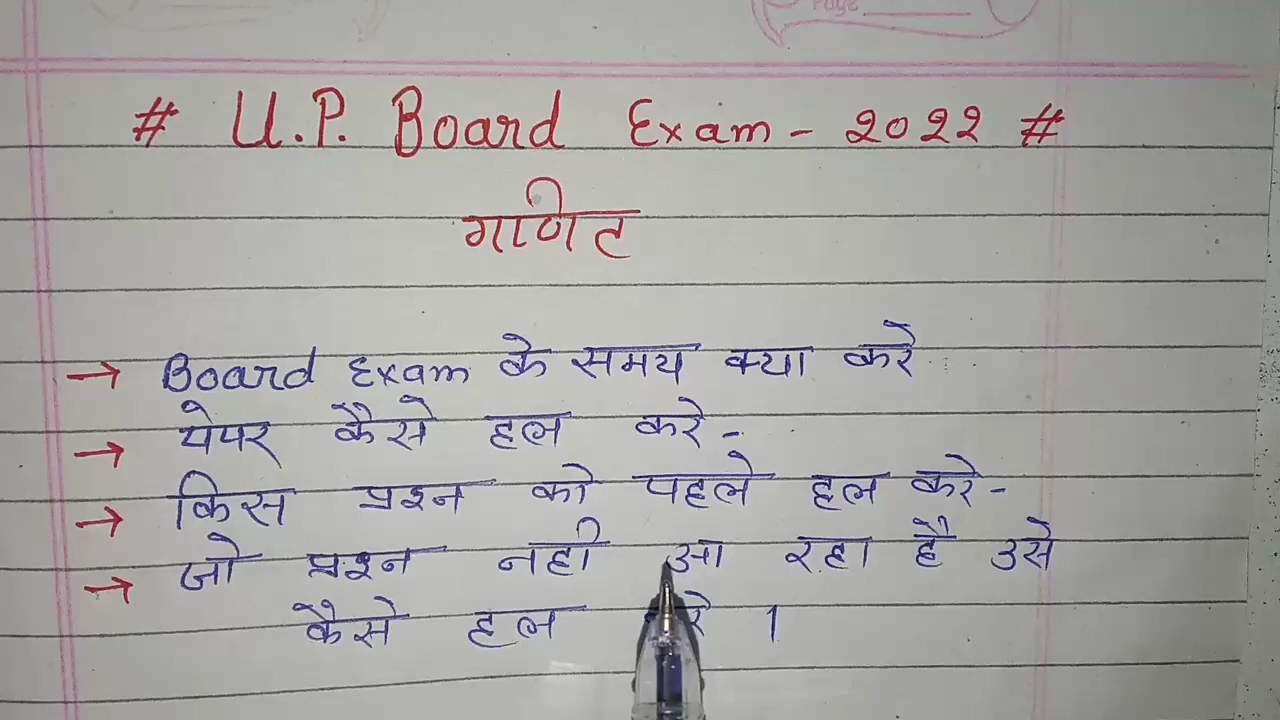 Page
# U.P. Board Exam - 2022 #
गणित
→ Board Exam के समय क्या करे
→ पेपर कैसे हल करे -
→ किस प्रश्न को पहले हल करे -
→ जो प्रश्न नही आ रहा है उसे
कैसे हल रे ।